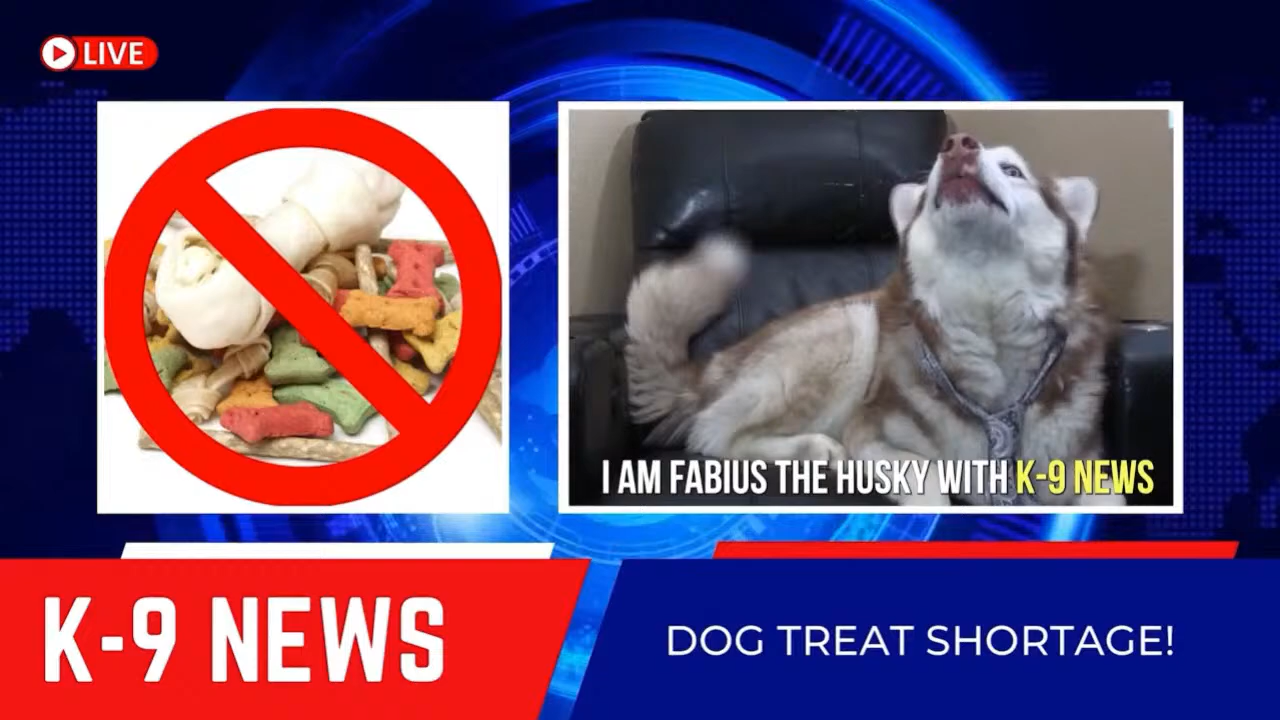 LIVE
I AM FABIUS THE HUSKY WITH K-9 NEWS
K-9 NEWS
DOG TREAT SHORTAGE!